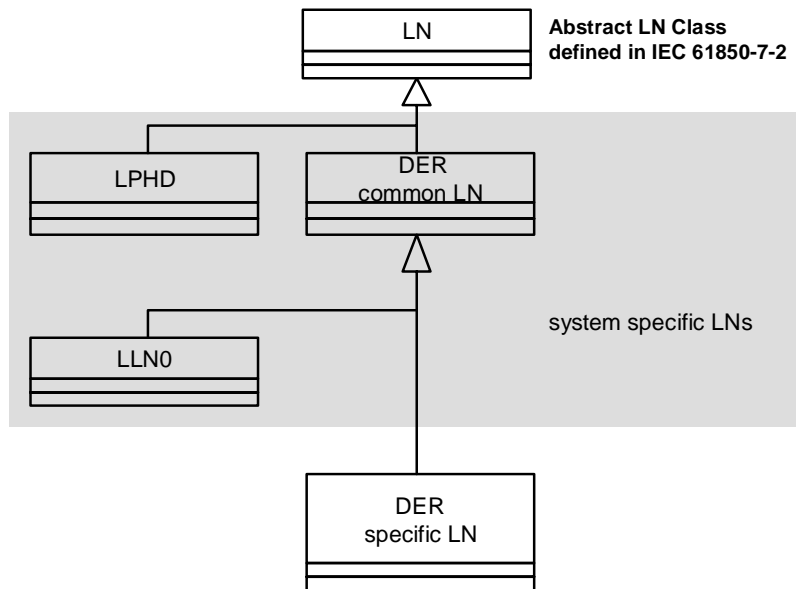 LN
Abstract LN Class
defined in IEC 61850-7-2
LPHD
DER
common LN
system specific LNs
LLN0
DER
specific LN